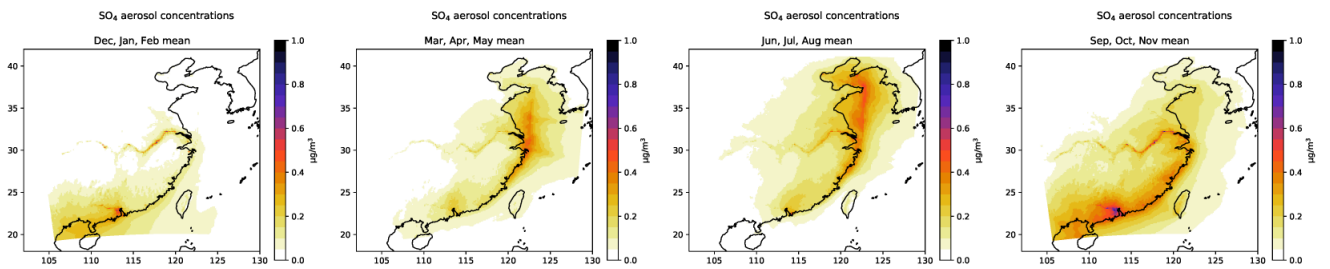 SO₄ aerosol concentrations
Dec, Jan, Feb mean
40
35
30
25
20
105 110 115 120 125 130
1.0
0.8
0.6
0.4
0.2
0.0
µg/m³
SO₄ aerosol concentrations
Mar, Apr, May mean
40
35
30
25
20
105 110 115 120 125 130
1.0
0.8
0.6
0.4
0.2
0.0
µg/m³
SO₄ aerosol concentrations
Jun, Jul, Aug mean
40
35
30
25
20
105 110 115 120 125 130
1.0
0.8
0.6
0.4
0.2
0.0
µg/m³
SO₄ aerosol concentrations
Sep, Oct, Nov mean
40
35
30
25
20
105 110 115 120 125 130
1.0
0.8
0.6
0.4
0.2
0.0
µg/m³